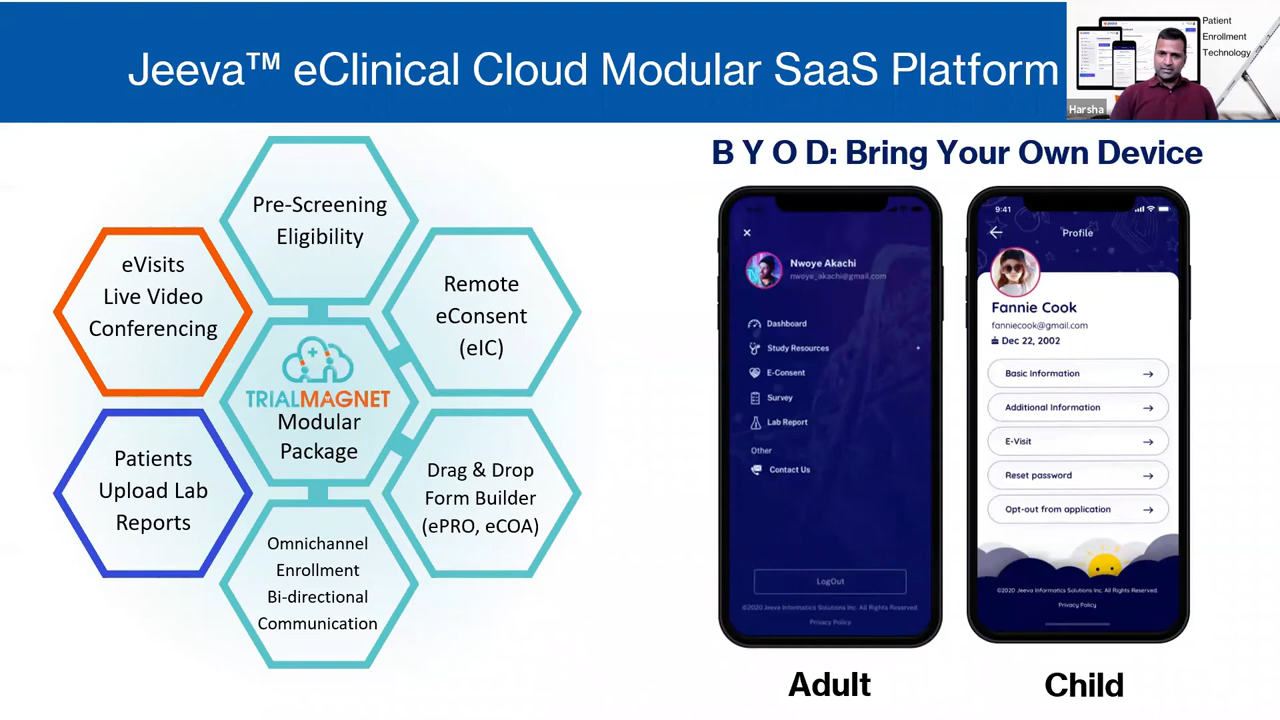 Jeeva™ eClinical Cloud Modular SaaS Platform
Patient
Enrollment
Technology
Harsha
Pre-Screening
Eligibility
eVisits
Live Video
Conferencing
Remote
eConsent
(eIC)
TRIALMAGNET
Modular
Package
Patients
Upload Lab
Reports
Drag & Drop
Form Builder
(ePRO, eCOA)
Omnichannel
Enrollment
Bi-directional
Communication
B Y O D: Bring Your Own Device
Nwoye Akachi
nwoye_akachi@gmail.com
Dashboard
Study Resources
E-Consent
Survey
Lab Report
Other
Contact Us
LogOut
©2020 Jeeva Informatics Solutions Inc. All Rights Reserved.
Privacy Policy
Adult
9:41
Profile
Fannie Cook
fanniecook@gmail.com
Dec 22, 2002
Basic Information
Additional Information
E-Visit
Reset password
Opt-out from application
©2020 Jeeva Informatics Solutions Inc. All Rights Reserved.
Privacy Policy
Child